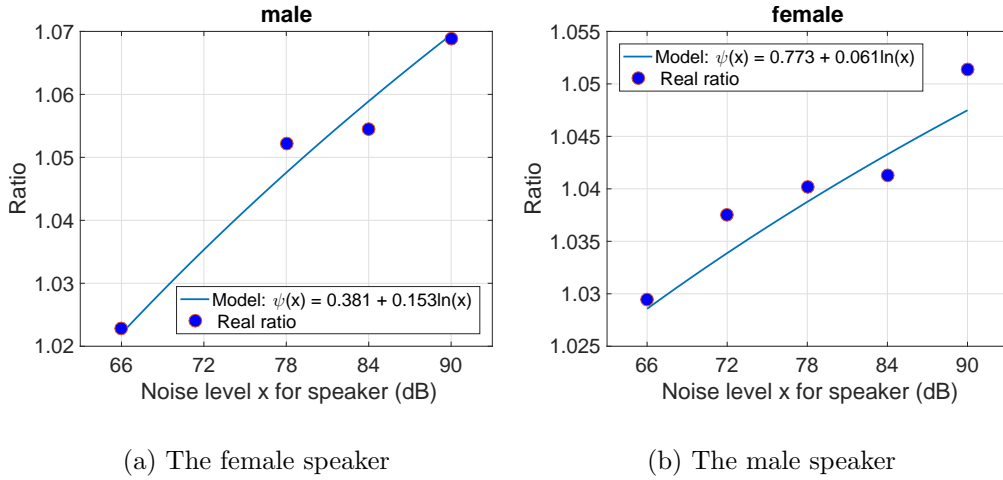 male
1.07
1.06
1.05
1.04
1.03
1.02
Ratio
Model: ψ(x) = 0.381 + 0.153ln(x)
Real ratio
66 72 78 84 90
Noise level x for speaker (dB)
(a) The female speaker
female
1.055
1.05
1.045
1.04
1.035
1.03
1.025
Ratio
Model: ψ(x) = 0.773 + 0.061ln(x)
Real ratio
66 72 78 84 90
Noise level x for speaker (dB)
(b) The male speaker